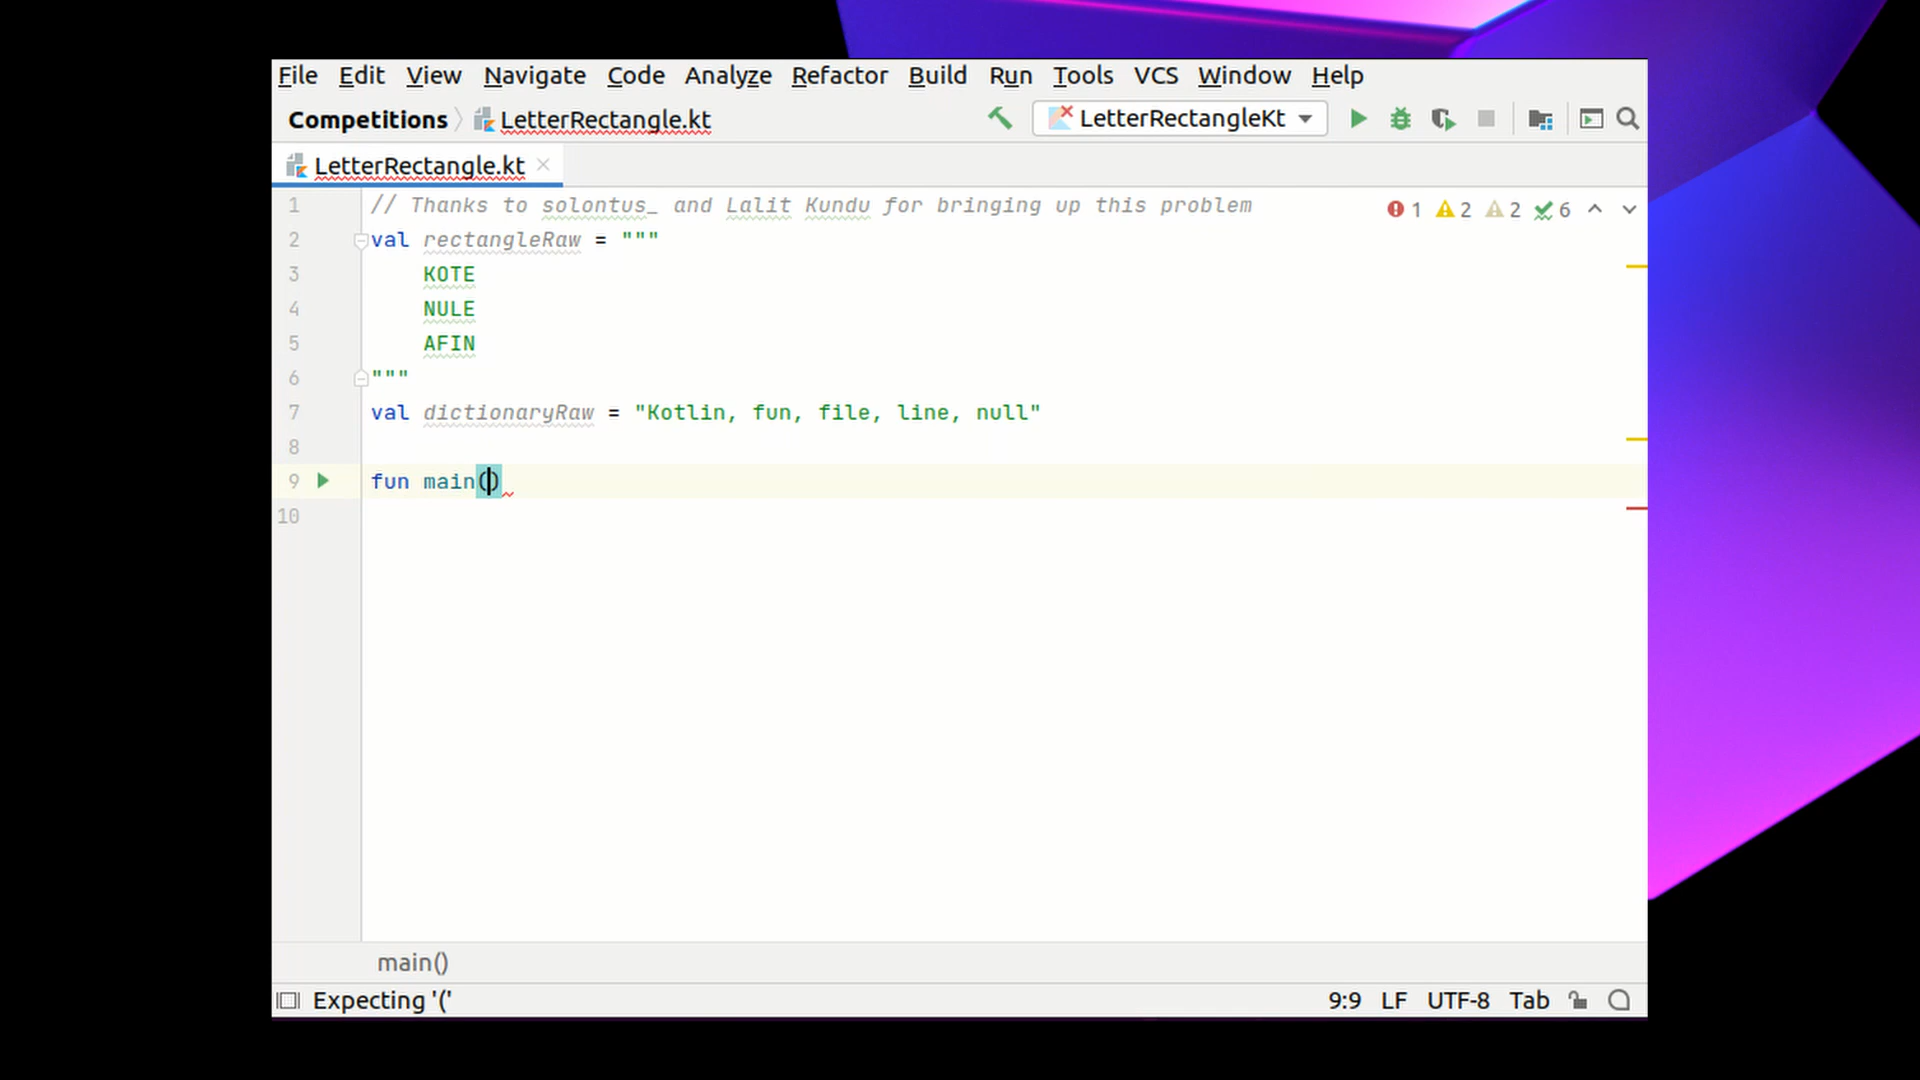 File Edit View Navigate Code Analyze Refactor Build Run Tools VCS Window Help
Competitions LetterRectangle.kt LetterRectangleKt
LetterRectangle.kt
1 // Thanks to solontus_ and Lalit Kundu for bringing up this problem 1 2 2 6
2 val rectangleRaw = """
3 KOTE
4 NULE
5 AFIN
6 """
7 val dictionaryRaw = "Kotlin, fun, file, line, null"
8
9 fun main()
10
main()
Expecting '(' 9:9 LF UTF-8 Tab